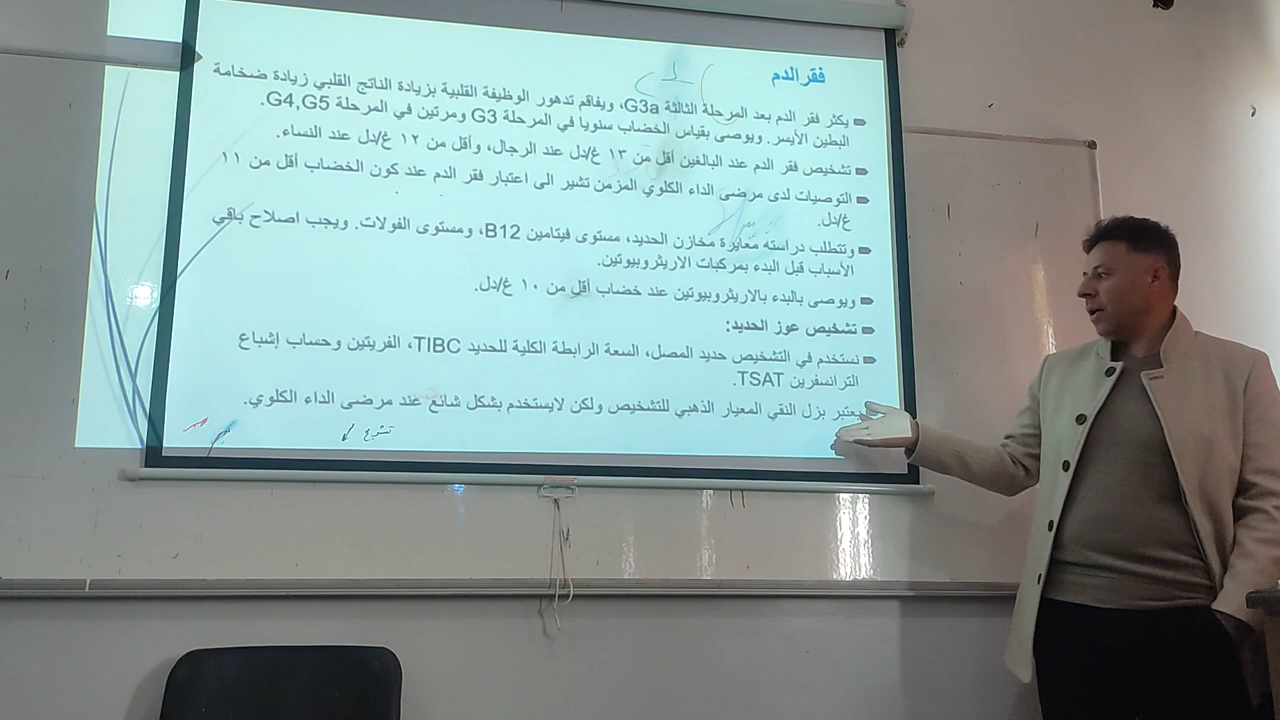 فقر الدم
يكثر فقر الدم بعد المرحلة الثالثة G3a، ويفاقم تدهور الوظيفة القلبية بزيادة الناتج القلبي زيادة ضخامة
البطين الأيسر. ويوصى بقياس الخضاب سنويا في المرحلة G3 ومرتين في المرحلة G4,G5.
تشخيص فقر الدم عند البالغين أقل من ١٣ غ/دل عند الرجال، وأقل من ١٢ غ/دل عند النساء.
التوصيات لدى مرضى الداء الكلوي المزمن تشير الى اعتبار فقر الدم عند كون الخضاب أقل من ١١
غ/دل.
وتتطلب دراسته معايرة مخازن الحديد، مستوى فيتامين B12، ومستوى الفولات. ويجب اصلاح باقي
الأسباب قبل البدء بمركبات الاريثروبيوتين.
ويوصى بالبدء بالاريثروبيوتين عند خضاب أقل من ١٠ غ/دل.
تشخيص عوز الحديد:
نستخدم في التشخيص حديد المصل، السعة الرابطة الكلية للحديد TIBC، الفريتين وحساب إشباع
الترانسفرين TSAT.
يعتبر بزل النقي المعيار الذهبي للتشخيص ولكن لايستخدم بشكل شائع عند مرضى الداء الكلوي.